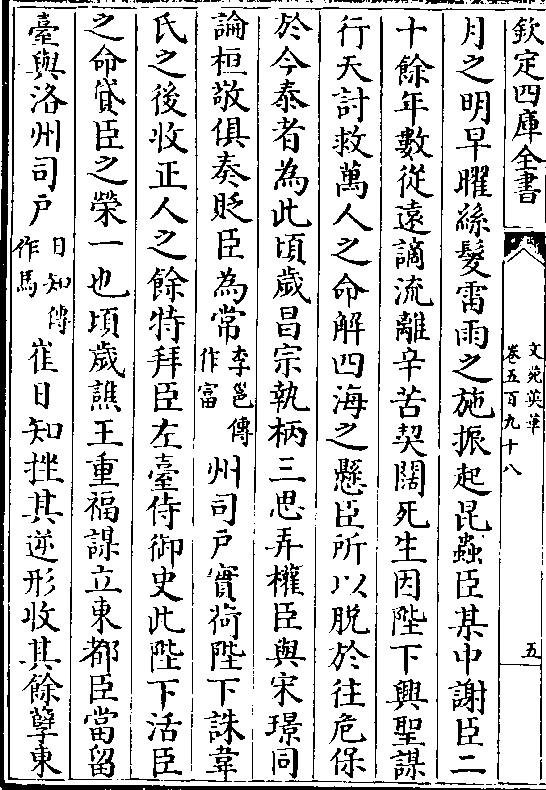 欽定四庫全書
文苑英華
卷五百九十八
五
月之明早曜絲髮雷雨之施振起昆蟲臣某中謝臣二
十餘年數從遠謫流離辛苦契闊死生因陛下興聖謀
行天討救萬人之命解四海之懸臣所以脱於往危保
於今泰者為此頃歲昌宗執柄三思弄權臣與宋璟同
論桓敬俱奏貶臣為常李邕傳作富州司戸實荷陛下誅韋
氏之後收正人之餘特拜臣左臺侍御史此陛下活臣
之命貸臣之榮一也頃歲譙王重福謀立東都臣當留
臺與洛州司戸日知傳作馬崔日知挫其逆形收其餘孽東